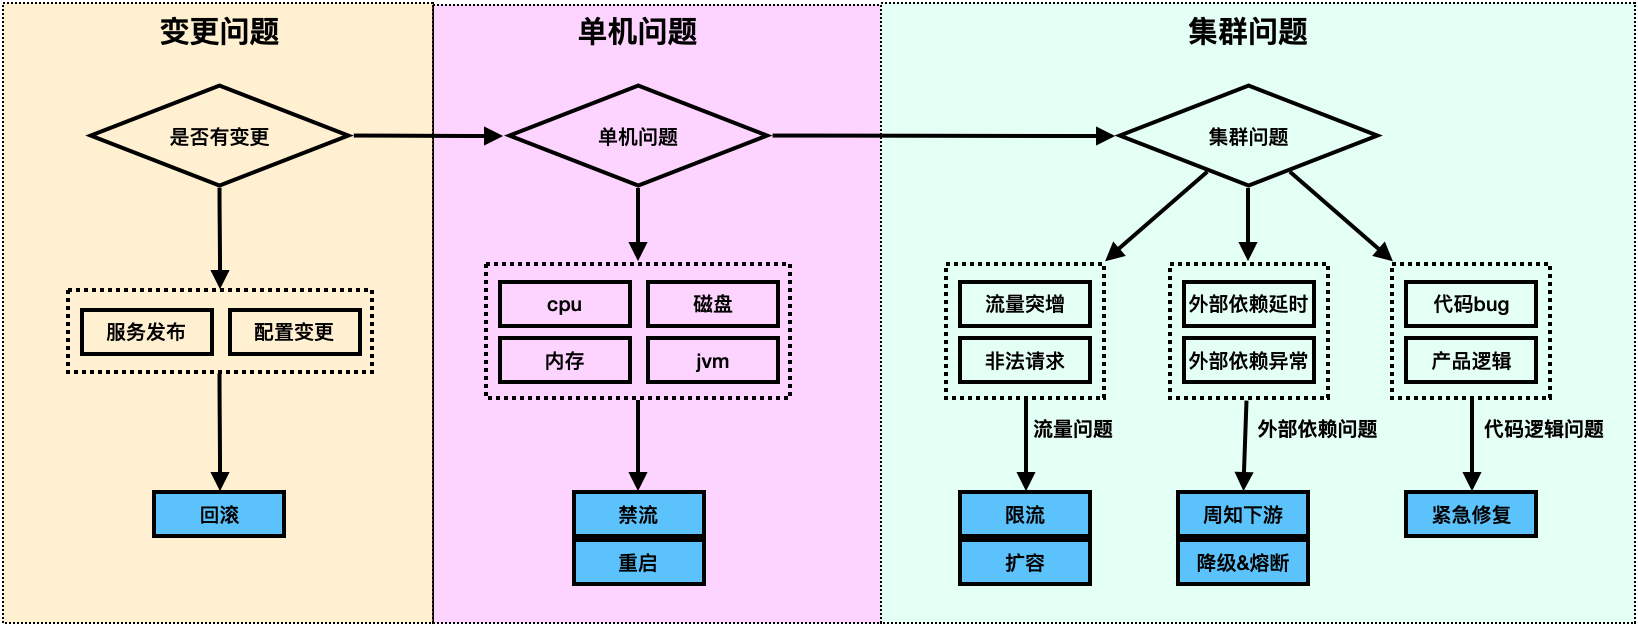 变更问题
单机问题
集群问题
是否有变更
单机问题
集群问题
服务发布
配置变更
cpu
磁盘
内存
jvm
流量突增
非法请求
外部依赖延时
外部依赖异常
代码bug
产品逻辑
流量问题
外部依赖问题
代码逻辑问题
回滚
禁流
重启
限流
扩容
周知下游
降级&熔断
紧急修复